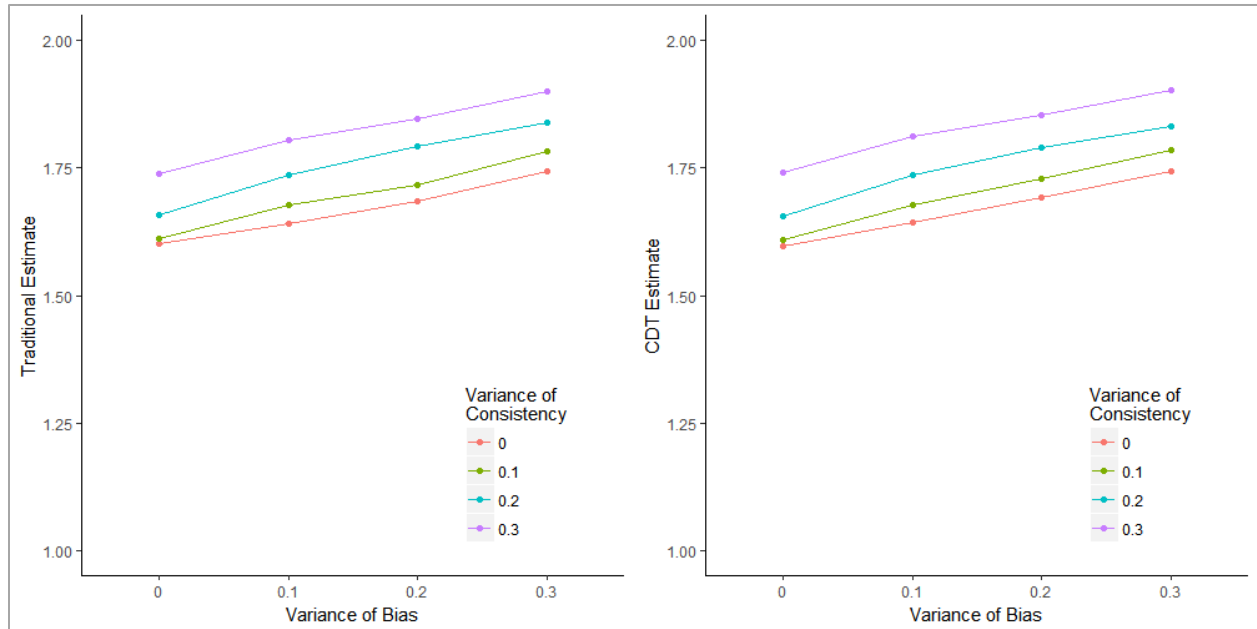 2.00
1.75
1.50
1.25
1.00
Traditional Estimate
Variance of
Consistency
0
0.1
0.2
0.3
0 0.1 0.2 0.3
Variance of Bias
2.00
1.75
1.50
1.25
1.00
CDT Estimate
Variance of
Consistency
0
0.1
0.2
0.3
0 0.1 0.2 0.3
Variance of Bias